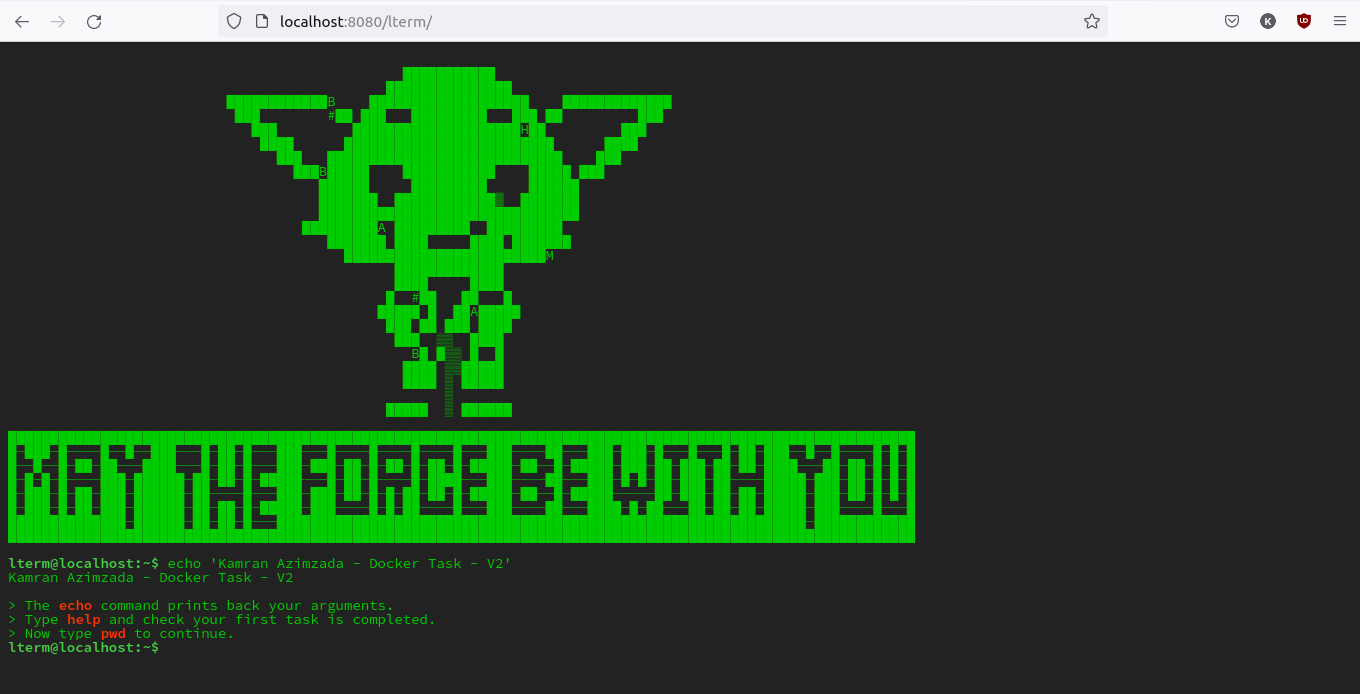 localhost:8080/lterm/
K
B
#
H
B
A
M
#
A
B
MAY THE FORCE BE WITH YOU
lterm@localhost:~$ echo 'Kamran Azimzada - Docker Task - V2'
Kamran Azimzada - Docker Task - V2
> The echo command prints back your arguments.
> Type help and check your first task is completed.
> Now type pwd to continue.
lterm@localhost:~$